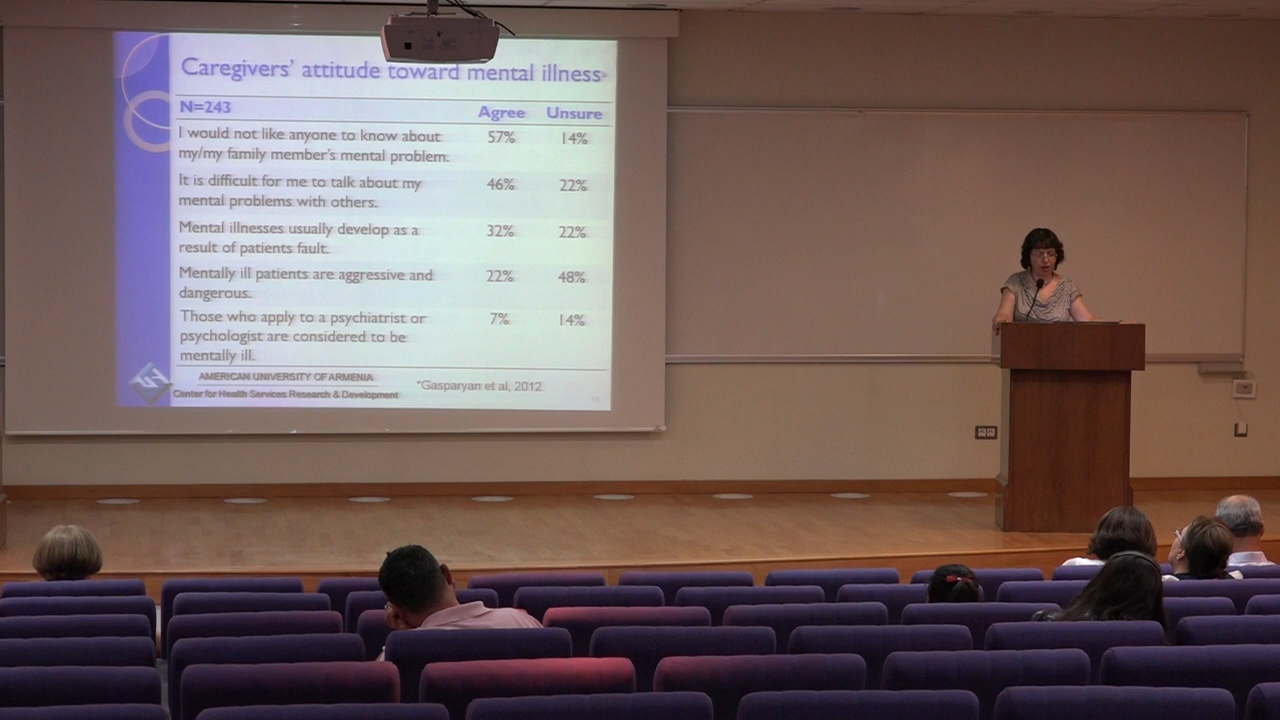 Caregivers' attitude toward mental illness*
N=243 Agree Unsure
I would not like anyone to know about 57% 14%
my/my family member's mental problem.
It is difficult for me to talk about my 46% 22%
mental problems with others.
Mental illnesses usually develop as a 32% 22%
result of patients fault.
Mentally ill patients are aggressive and 22% 48%
dangerous.
Those who apply to a psychiatrist or 7% 14%
psychologist are considered to be
mentally ill.
AMERICAN UNIVERSITY OF ARMENIA
*Gasparyan et al, 2012
Center for Health Services Research & Development